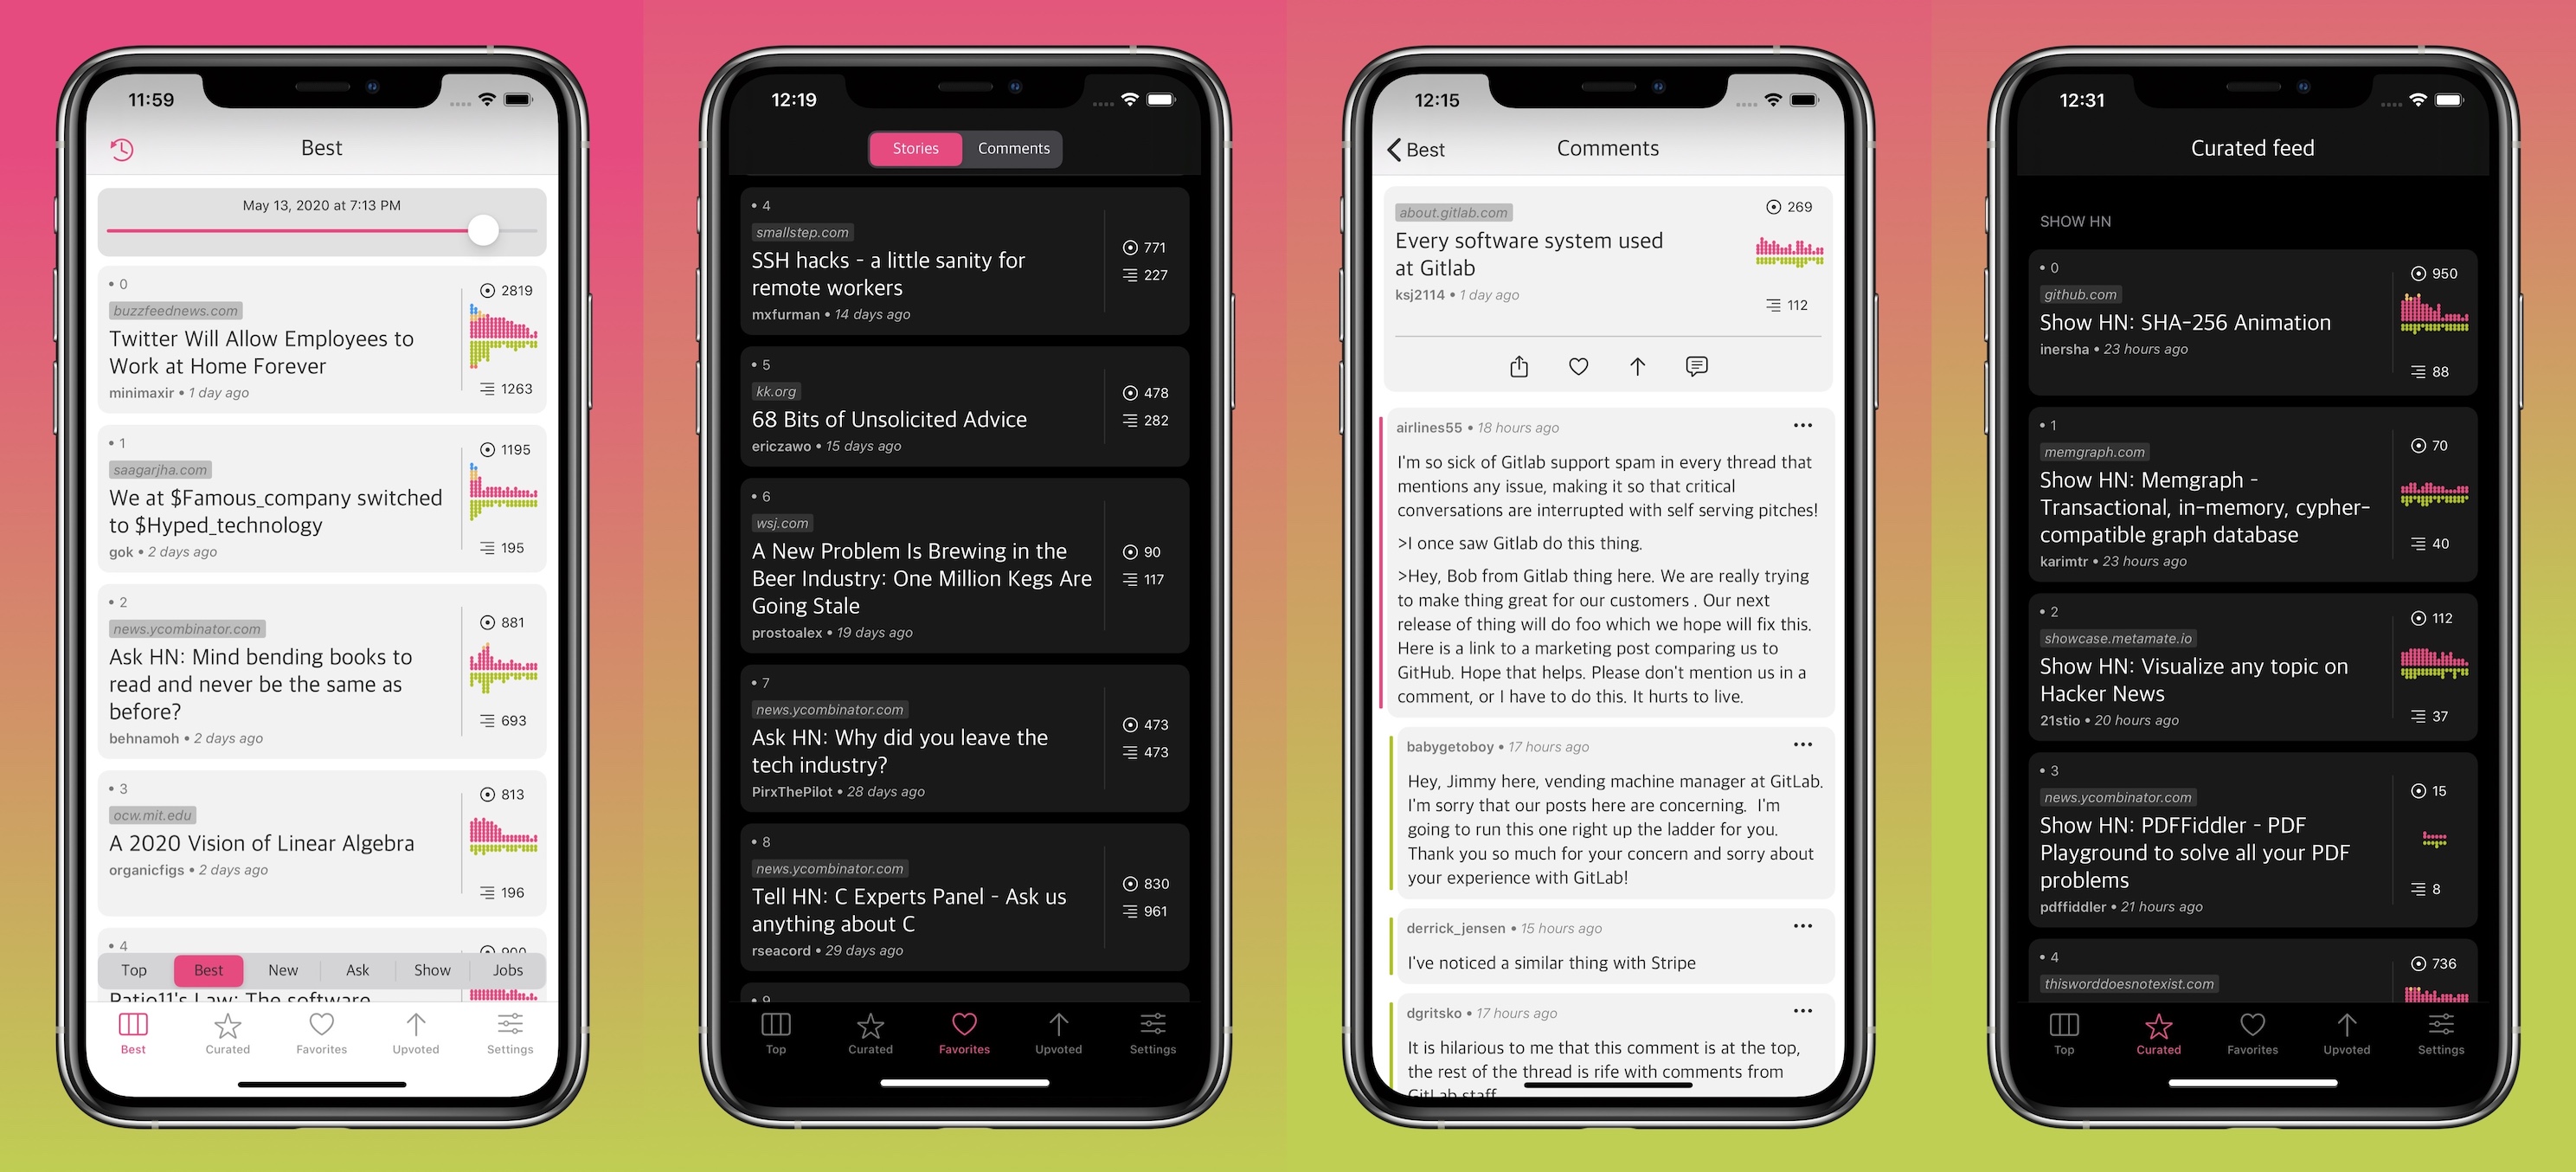 11:59
Best
May 13, 2020 at 7:13 PM
• 0
buzzfeednews.com
Twitter Will Allow Employees to
Work at Home Forever
minimaxir • 1 day ago
2819
1263
• 1
saagarjha.com
We at $Famous_company switched
to $Hyped_technology
gok • 2 days ago
1195
195
• 2
news.ycombinator.com
Ask HN: Mind bending books to
read and never be the same as
before?
behnamoh • 2 days ago
881
693
• 3
ocw.mit.edu
A 2020 Vision of Linear Algebra
organicfigs • 2 days ago
813
196
• 4
900
Top Best New Ask Show Jobs
Patio11's Law: The software
Best Curated Favorites Upvoted Settings
12:19
Stories Comments
• 4
smallstep.com
SSH hacks - a little sanity for
remote workers
mxfurman • 14 days ago
771
227
• 5
kk.org
68 Bits of Unsolicited Advice
ericzawo • 15 days ago
478
282
• 6
wsj.com
A New Problem Is Brewing in the
Beer Industry: One Million Kegs Are
Going Stale
prostoalex • 19 days ago
90
117
• 7
news.ycombinator.com
Ask HN: Why did you leave the
tech industry?
PirxThePilot • 28 days ago
473
473
• 8
news.ycombinator.com
Tell HN: C Experts Panel - Ask us
anything about C
rseacord • 29 days ago
830
961
• 9
Top Curated Favorites Upvoted Settings
12:15
Best
Comments
about.gitlab.com
Every software system used
at Gitlab
ksj2114 • 1 day ago
269
112
airlines55 • 18 hours ago
I'm so sick of Gitlab support spam in every thread that
mentions any issue, making it so that critical
conversations are interrupted with self serving pitches!
>I once saw Gitlab do this thing.
>Hey, Bob from Gitlab thing here. We are really trying
to make thing great for our customers . Our next
release of thing will do foo which we hope will fix this.
Here is a link to a marketing post comparing us to
GitHub. Hope that helps. Please don't mention us in a
comment, or I have to do this. It hurts to live.
babygetoboy • 17 hours ago
Hey, Jimmy here, vending machine manager at GitLab.
I'm sorry that our posts here are concerning. I'm
going to run this one right up the ladder for you.
Thank you so much for your concern and sorry about
your experience with GitLab!
derrick_jensen • 15 hours ago
I've noticed a similar thing with Stripe
dgritsko • 17 hours ago
It is hilarious to me that this comment is at the top,
the rest of the thread is rife with comments from
GitLab staff
12:31
Curated feed
SHOW HN
• 0
github.com
Show HN: SHA-256 Animation
inersha • 23 hours ago
950
88
• 1
memgraph.com
Show HN: Memgraph -
Transactional, in-memory, cypher-
compatible graph database
karimtr • 23 hours ago
70
40
• 2
showcase.metamate.io
Show HN: Visualize any topic on
Hacker News
21stio • 20 hours ago
112
37
• 3
news.ycombinator.com
Show HN: PDFFiddler - PDF
Playground to solve all your PDF
problems
pdffiddler • 21 hours ago
15
8
• 4
thisworddoesnotexist.com
736
Top Curated Favorites Upvoted Settings